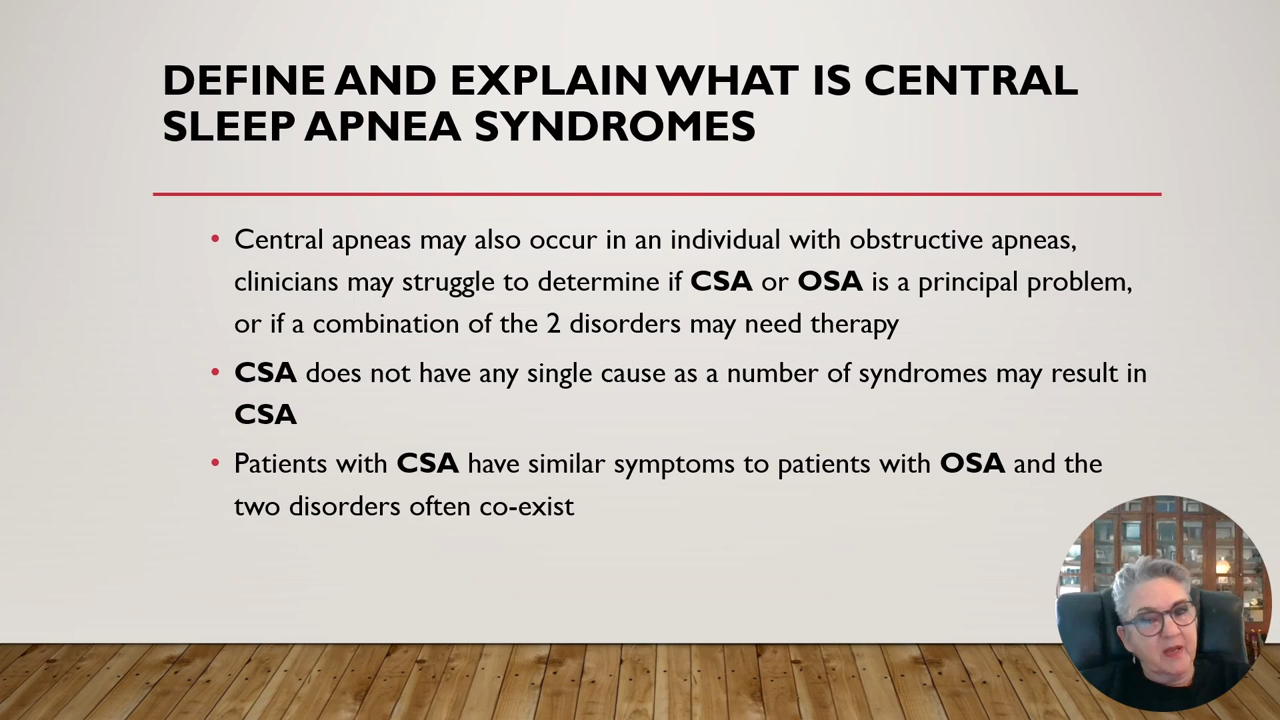 DEFINE AND EXPLAIN WHAT IS CENTRAL
SLEEP APNEA SYNDROMES
• Central apneas may also occur in an individual with obstructive apneas,
clinicians may struggle to determine if CSA or OSA is a principal problem,
or if a combination of the 2 disorders may need therapy
• CSA does not have any single cause as a number of syndromes may result in
CSA
• Patients with CSA have similar symptoms to patients with OSA and the
two disorders often co-exist